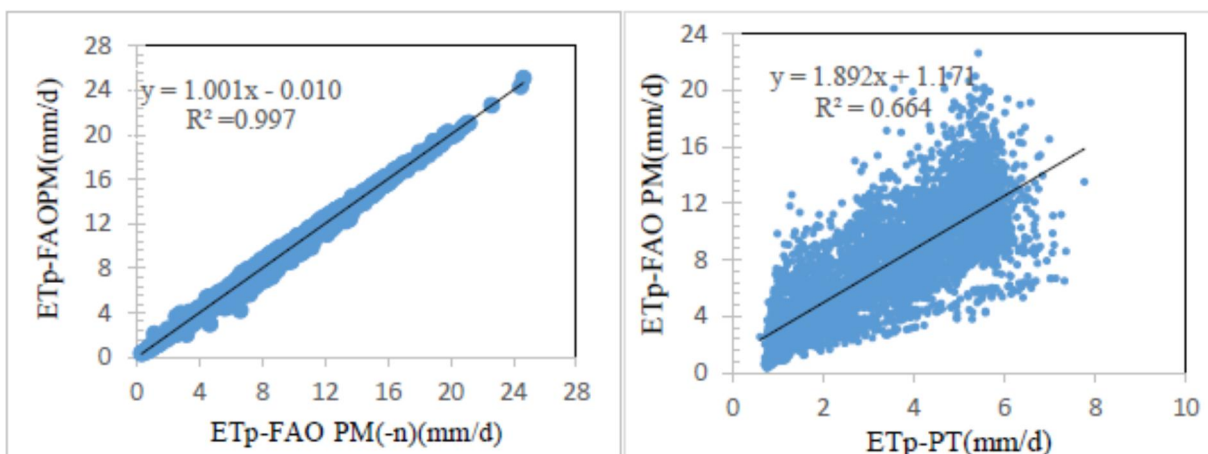 28
24
20
16
12
8
4
0
ETp-FAOPM(mm/d)
y = 1.001x - 0.010
R² =0.997
0 4 8 12 16 20 24 28
ETp-FAO PM(-n)(mm/d)
24
20
16
12
8
4
0
ETp-FAO PM(mm/d)
y = 1.892x + 1.171
R² = 0.664
0 2 4 6 8 10
ETp-PT(mm/d)